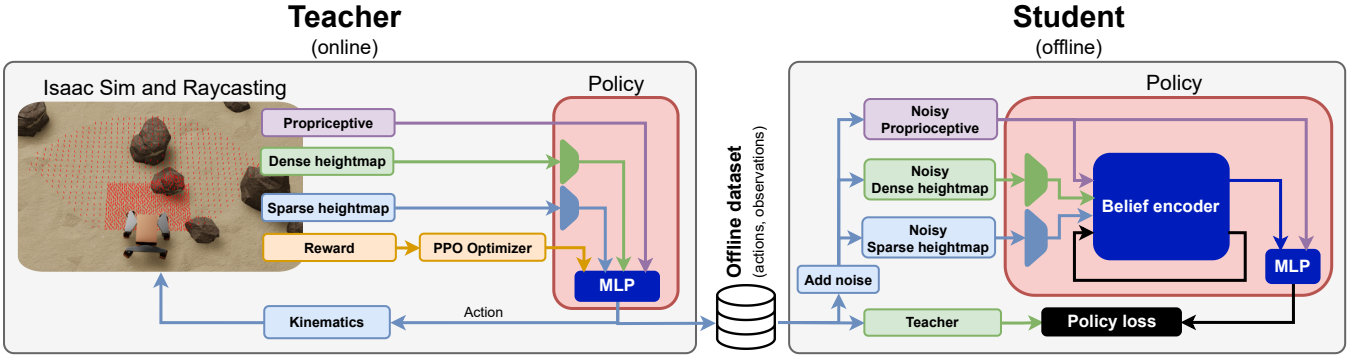 Teacher
(online)
Isaac Sim and Raycasting
Policy
Propriceptive
Dense heightmap
Sparse heightmap
Reward
PPO Optimizer
MLP
Kinematics
Action
Offline dataset
(actions, observations)
Student
(offline)
Policy
Noisy
Proprioceptive
Noisy
Dense heightmap
Noisy
Sparse heightmap
Belief encoder
MLP
Add noise
Teacher
Policy loss